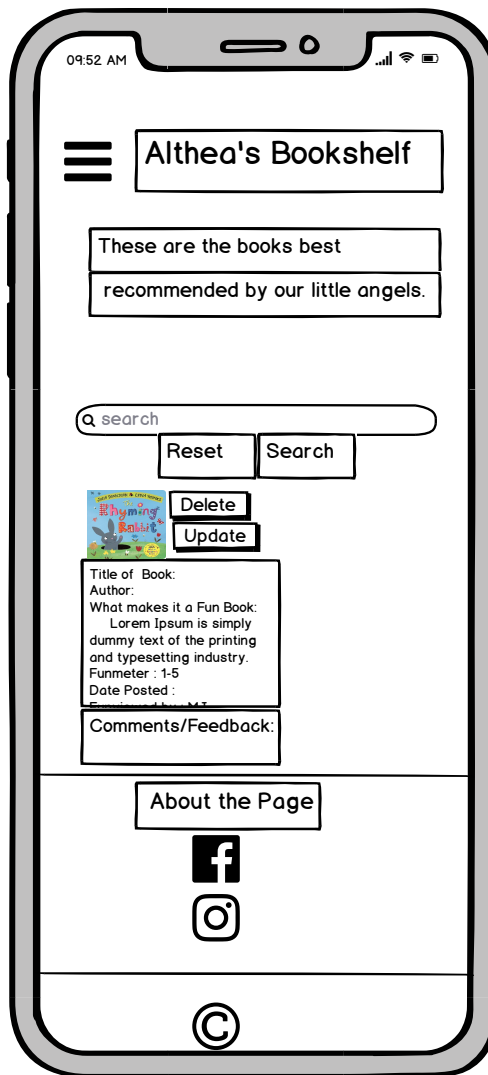 09:52 AM
Althea's Bookshelf
These are the books best
recommended by our little angels.
search
Reset Search
Rhyming
Rabbit
Delete
Update
Title of Book:
Author:
What makes it a Fun Book:
Lorem Ipsum is simply
dummy text of the printing
and typesetting industry.
Funmeter : 1-5
Date Posted :
Comments/Feedback:
About the Page
f
©